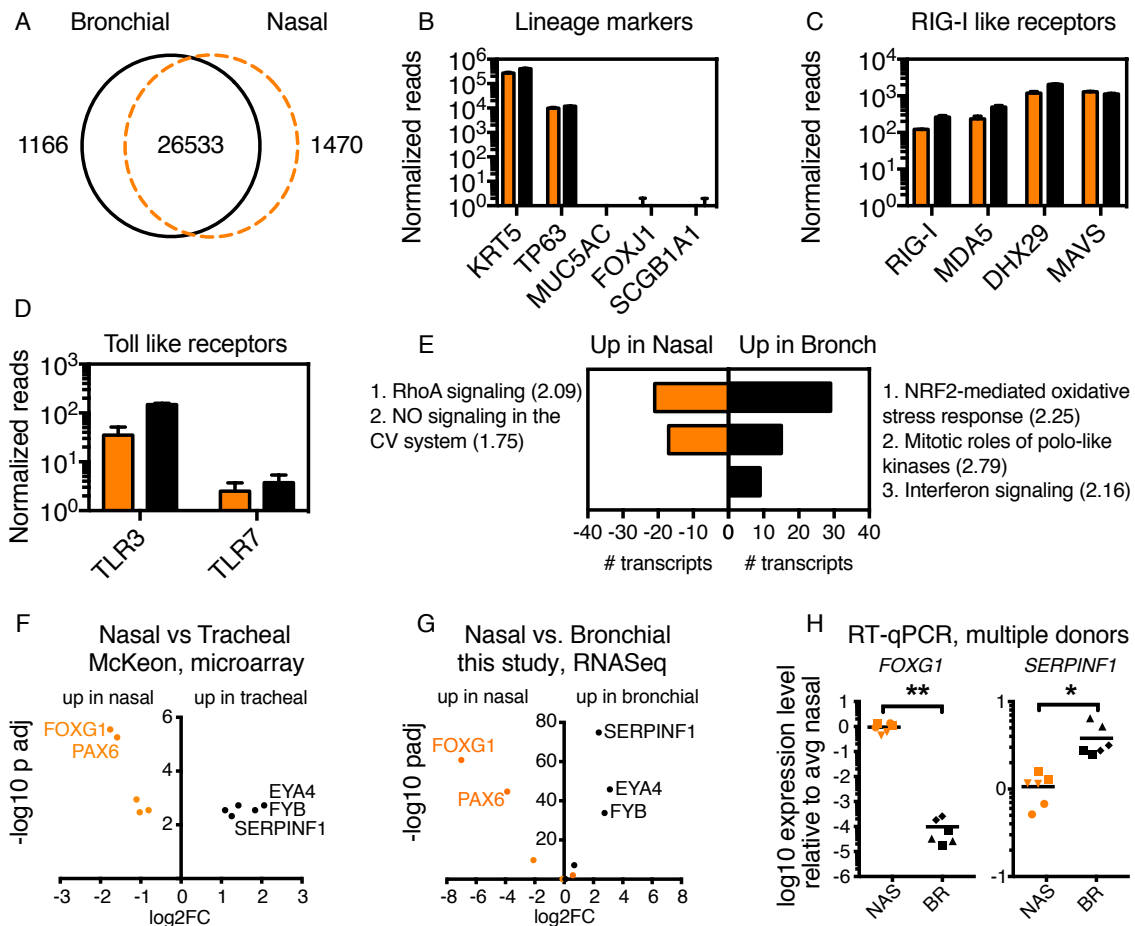 A
Bronchial
Nasal
1166
26533
1470
B
Lineage markers
Normalized reads
10^6
10^5
10^4
10^3
10^2
10^1
10^0
KRT5
TP63
MUC5AC
FOXJ1
SCGB1A1
C
RIG-I like receptors
Normalized reads
10^4
10^3
10^2
10^1
10^0
RIG-I
MDA5
DHX29
MAVS
D
Toll like receptors
Normalized reads
10^3
10^2
10^1
10^0
TLR3
TLR7
E
Up in Nasal
Up in Bronch
1. RhoA signaling (2.09)
2. NO signaling in the
CV system (1.75)
1. NRF2-mediated oxidative
stress response (2.25)
2. Mitotic roles of polo-like
kinases (2.79)
3. Interferon signaling (2.16)
-40 -30 -20 -10 0 10 20 30 40
# transcripts
# transcripts
F
Nasal vs Tracheal
McKeon, microarray
up in nasal
up in tracheal
-log10 p adj
6
4
2
FOXG1
PAX6
EYA4
FYB
SERPINF1
-3 -2 -1 0 1 2 3
log2FC
G
Nasal vs. Bronchial
this study, RNASeq
up in nasal
up in bronchial
-log10 padj
80
60
40
20
FOXG1
PAX6
SERPINF1
EYA4
FYB
-8 -6 -4 -2 0 2 4 6 8
log2FC
H
RT-qPCR, multiple donors
FOXG1
SERPINF1
log10 expression level
relative to avg nasal
**
*
1
0
-1
-2
-3
-4
-5
-6
NAS
BR
1
0
-1
NAS
BR